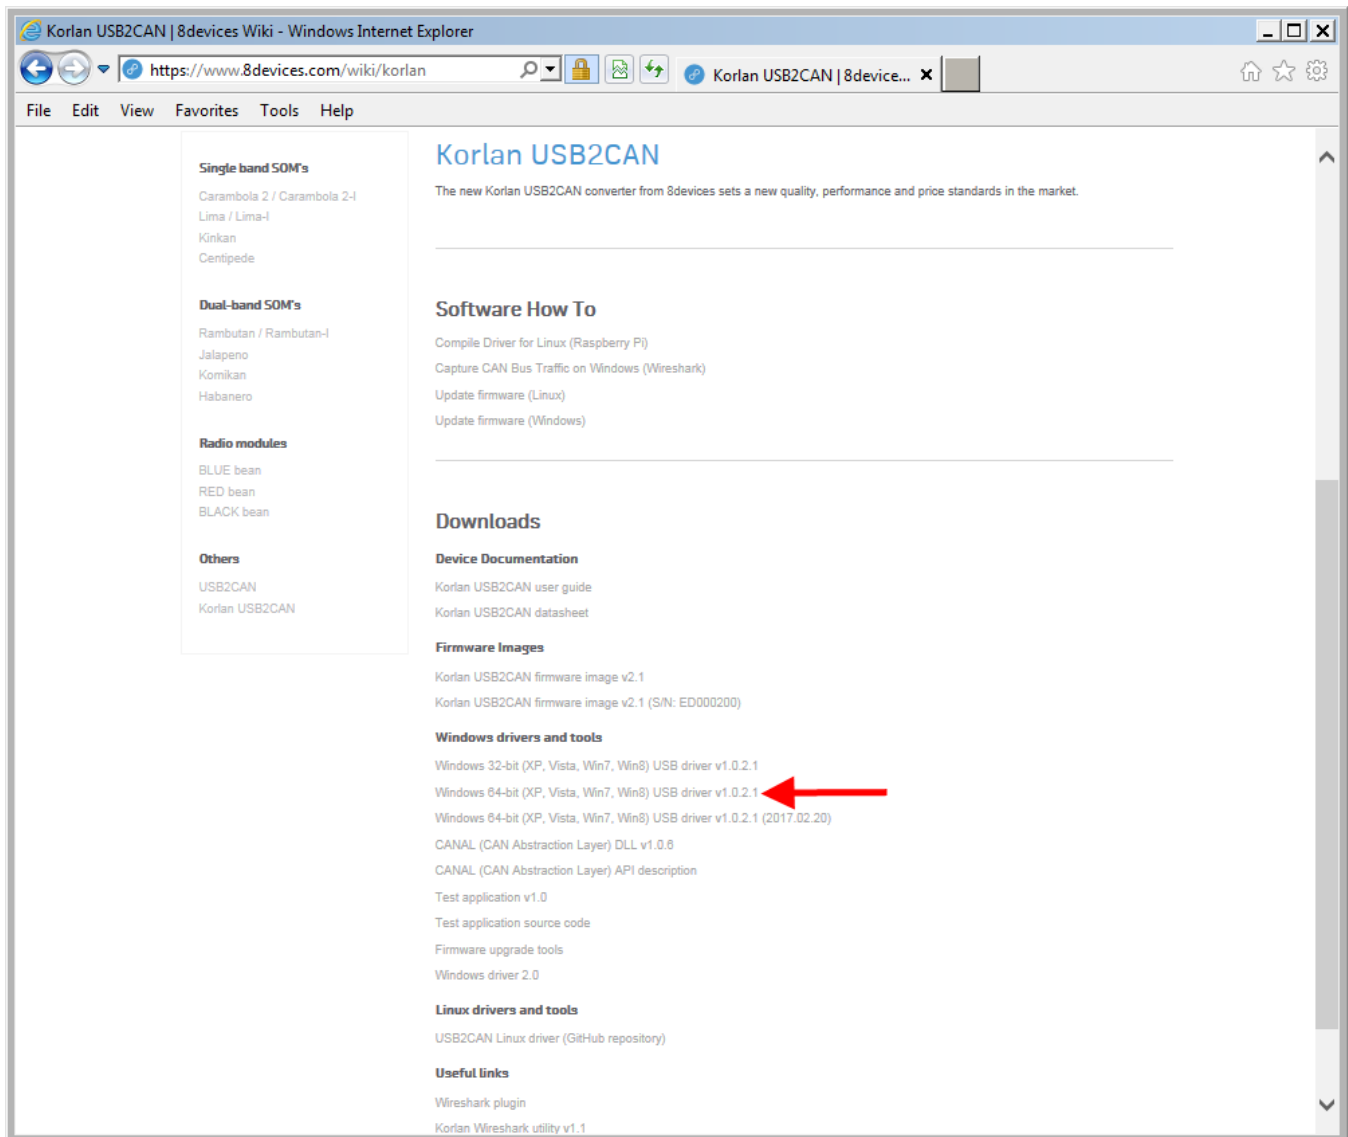 Korlan USB2CAN | 8devices Wiki - Windows Internet Explorer
https://www.8devices.com/wiki/korlan
Korlan USB2CAN | 8device...
File Edit View Favorites Tools Help
Single band SOM's
Carambola 2 / Carambola 2-I
Lima / Lima-I
Kinkan
Centipede
Dual-band SOM's
Rambutan / Rambutan-I
Jalapeno
Komikan
Habanero
Radio modules
BLUE bean
RED bean
BLACK bean
Others
USB2CAN
Korlan USB2CAN
Korlan USB2CAN
The new Korlan USB2CAN converter from 8devices sets a new quality, performance and price standards in the market.
Software How To
Compile Driver for Linux (Raspberry Pi)
Capture CAN Bus Traffic on Windows (Wireshark)
Update firmware (Linux)
Update firmware (Windows)
Downloads
Device Documentation
Korlan USB2CAN user guide
Korlan USB2CAN datasheet
Firmware Images
Korlan USB2CAN firmware image v2.1
Korlan USB2CAN firmware image v2.1 (S/N: ED000200)
Windows drivers and tools
Windows 32-bit (XP, Vista, Win7, Win8) USB driver v1.0.2.1
Windows 64-bit (XP, Vista, Win7, Win8) USB driver v1.0.2.1
Windows 64-bit (XP, Vista, Win7, Win8) USB driver v1.0.2.1 (2017.02.20)
CANAL (CAN Abstraction Layer) DLL v1.0.6
CANAL (CAN Abstraction Layer) API description
Test application v1.0
Test application source code
Firmware upgrade tools
Windows driver 2.0
Linux drivers and tools
USB2CAN Linux driver (GitHub repository)
Useful links
Wireshark plugin
Korlan Wireshark utility v1.1